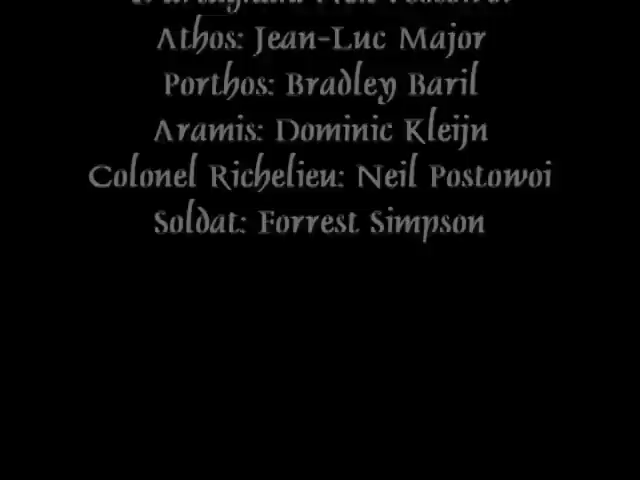 Athos: Jean-Luc Major
Porthos: Bradley Baril
Aramis: Dominic Kleijn
Colonel Richelieu: Neil Postowoi
Soldat: Forrest Simpson